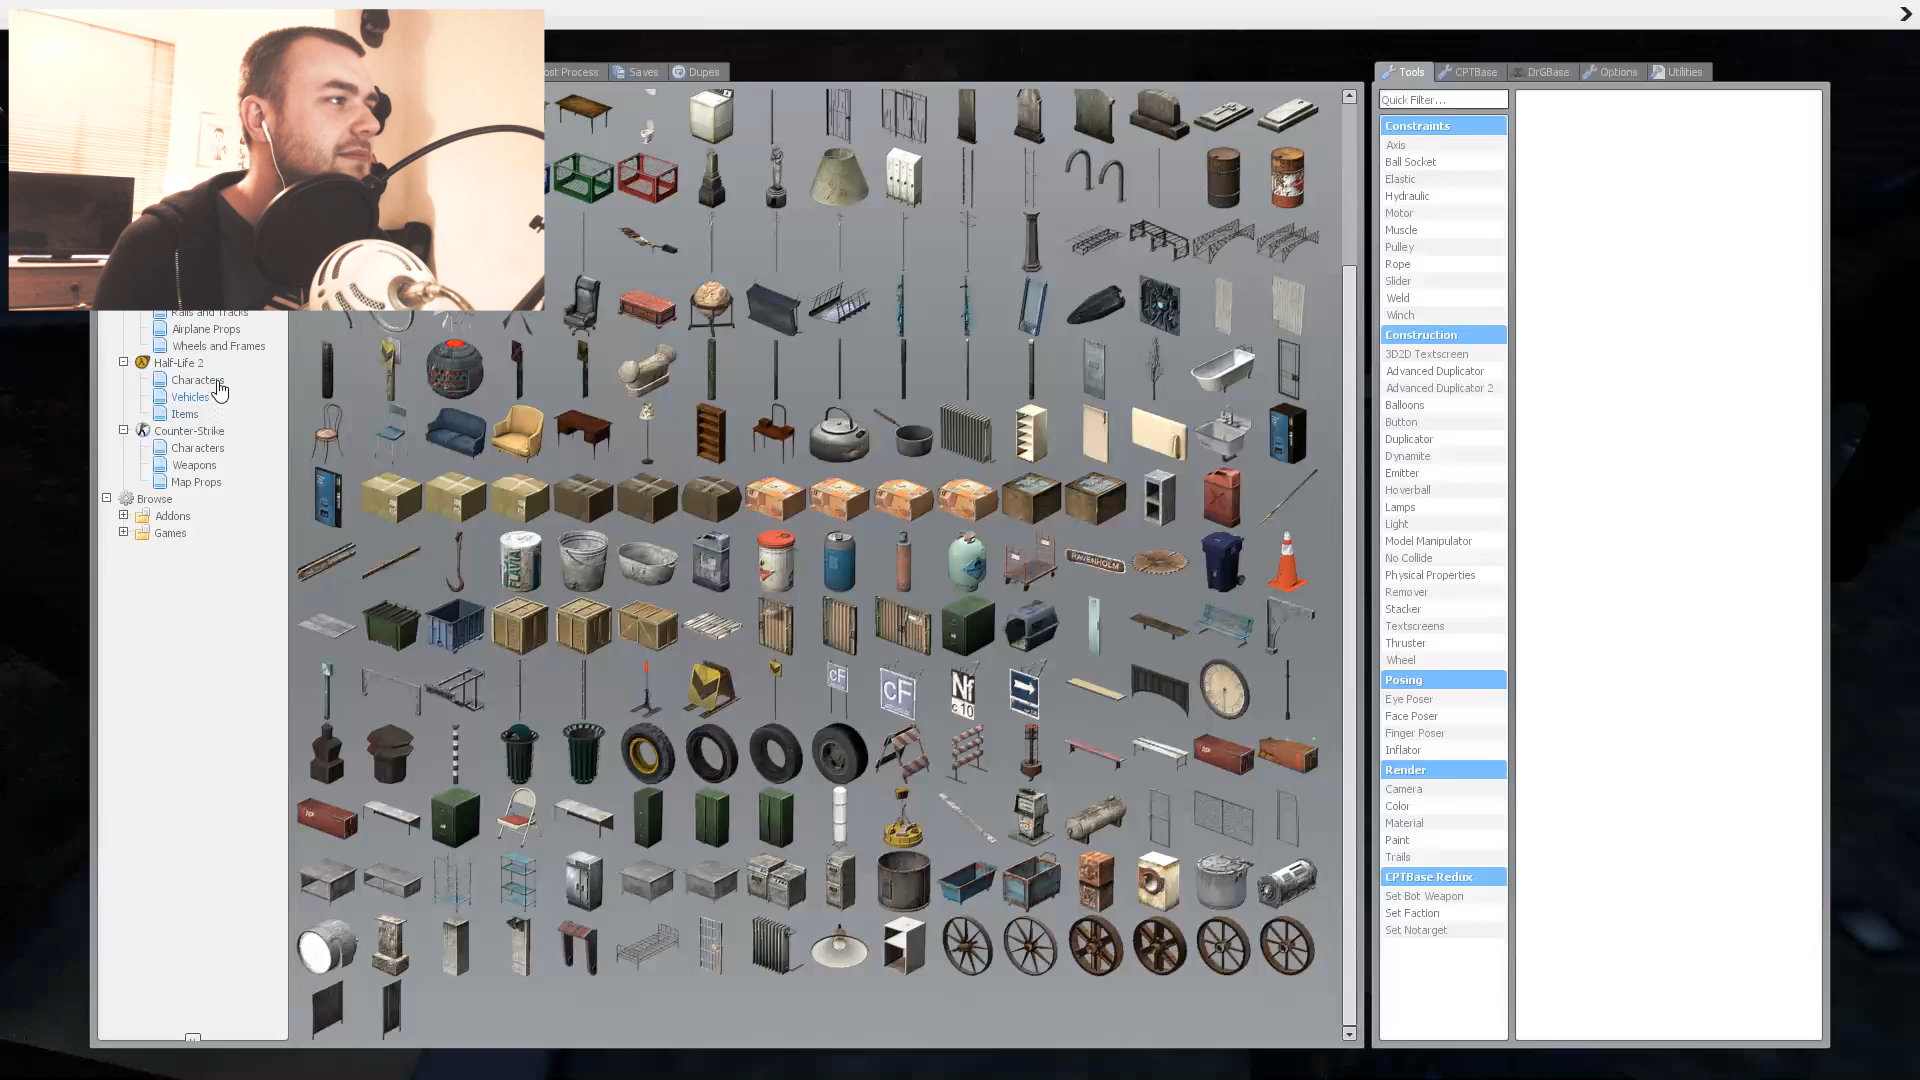 ost Process
Saves
Dupes
Tools
CPTBase
DrGBase
Options
Utilities
Quick Filter...
Constraints
Axis
Ball Socket
Elastic
Hydraulic
Motor
Muscle
Pulley
Rope
Slider
Weld
Winch
Construction
3D2D Textscreen
Advanced Duplicator
Advanced Duplicator 2
Balloons
Button
Duplicator
Dynamite
Emitter
Hoverball
Lamps
Light
Model Manipulator
No Collide
Physical Properties
Remover
Stacker
Textscreens
Thruster
Wheel
Posing
Eye Poser
Face Poser
Finger Poser
Inflator
Render
Camera
Color
Material
Paint
Trails
CPTBase Redux
Set Bot Weapon
Set Faction
Set Notarget
Rails and Tracks
Airplane Props
Wheels and Frames
Half-Life 2
Characters
Vehicles
Items
Counter-Strike
Characters
Weapons
Map Props
Browse
Addons
Games
RAVENHOLM
cF
cF
Nf
c 10